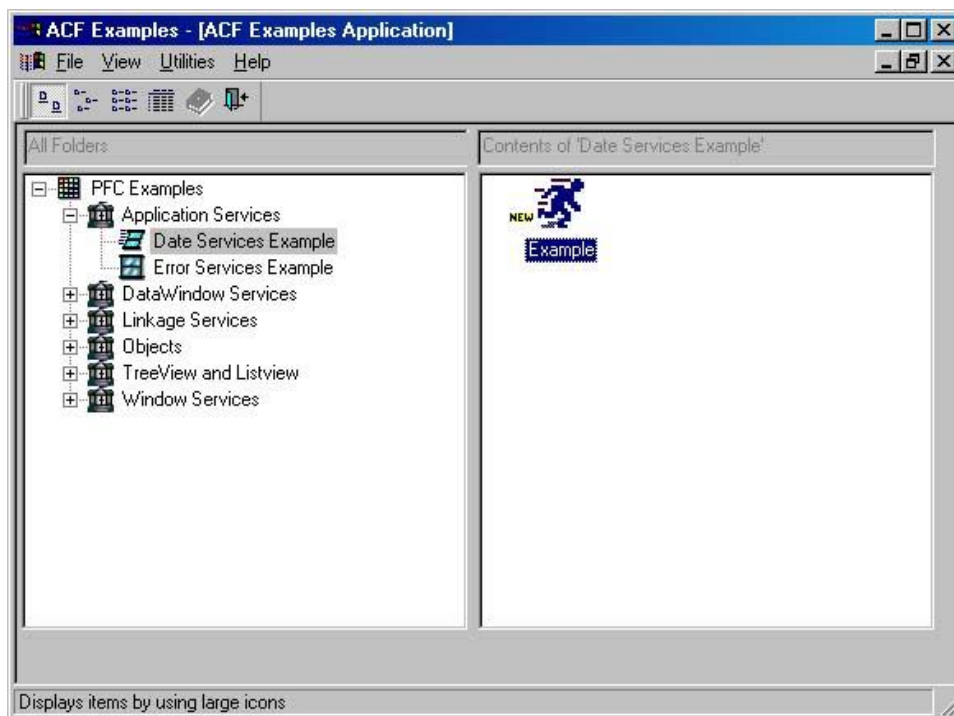 ACF Examples - [ACF Examples Application]
File View Utilities Help
All Folders
Contents of 'Date Services Example'
PFC Examples
Application Services
Date Services Example
Error Services Example
DataWindow Services
Linkage Services
Objects
TreeView and Listview
Window Services
NEW
Example
Displays items by using large icons